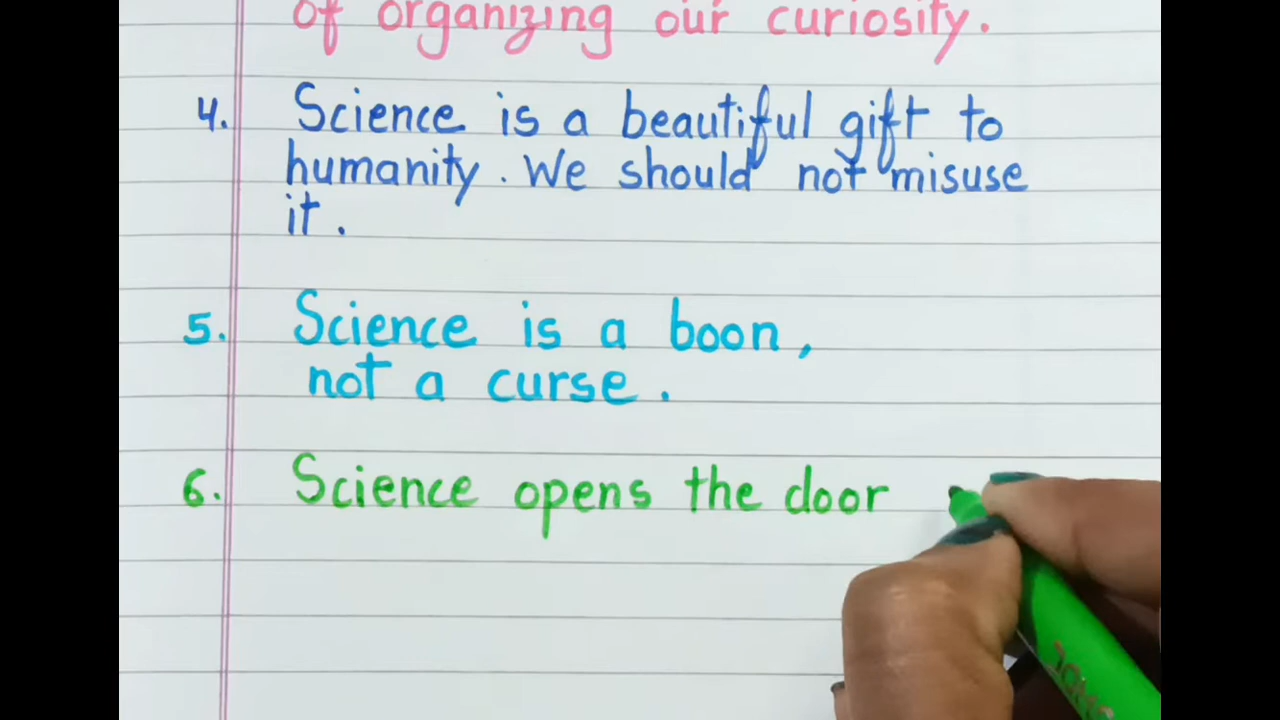 of organizing our curiosity.
4. Science is a beautiful gift to
humanity. We should not misuse
it.
5. Science is a boon,
not a curse.
6. Science opens the door